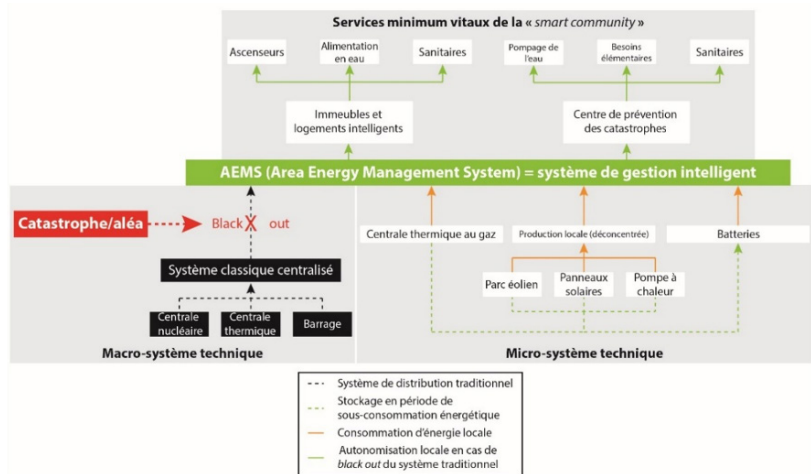 Services minimum vitaux de la « smart community »
Ascenseurs
Alimentation
en eau
Sanitaires
Pompage de
l'eau
Besoins
élémentaires
Sanitaires
Immeubles et
logements intelligents
Centre de prévention
des catastrophes
AEMS (Area Energy Management System) = système de gestion intelligent
Catastrophe/aléa
Black out
Système classique centralisé
Centrale
nucléaire
Centrale
thermique
Barrage
Macro-système technique
Centrale thermique au gaz
Production locale (déconcentrée)
Batteries
Parc éolien
Panneaux
solaires
Pompe à
chaleur
Micro-système technique
Système de distribution traditionnel
Stockage en période de
sous-consommation énergétique
Consommation d'énergie locale
Autonomisation locale en cas de
black out du système traditionnel